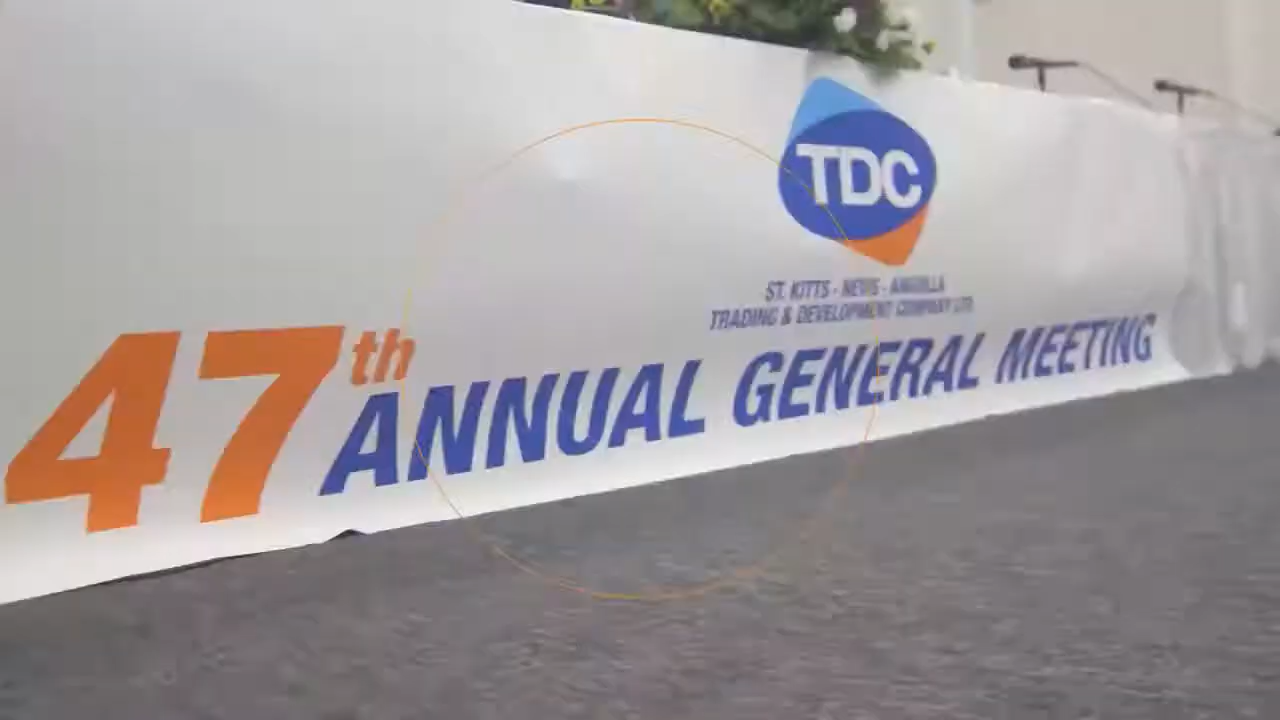 TDC
ST. KITTS - NEVIS - ANGUILLA
TRADING & DEVELOPMENT COMPANY LTD.
47th ANNUAL GENERAL MEETING